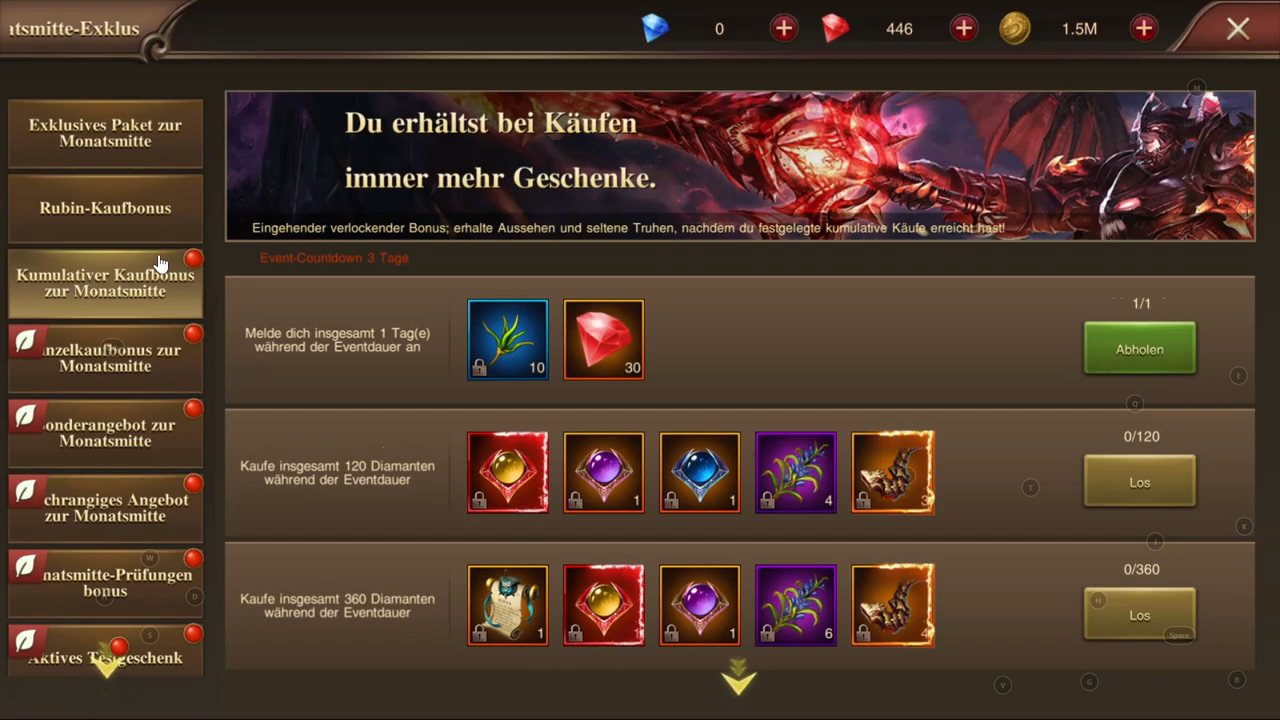 atsmitte-Exklus
0
446
1.5M
Exklusives Paket zur
Monatsmitte
Rubin-Kaufbonus
Kumulativer Kaufbonus
zur Monatsmitte
nzelkaufbonus zur
Monatsmitte
onderangebot zur
Monatsmitte
chrangiges Angebot
zur Monatsmitte
natsmitte-Prüfungen
bonus
Aktives Testgeschenk
Du erhältst bei Käufen
immer mehr Geschenke.
Eingehender verlockender Bonus; erhalte Aussehen und seltene Truhen, nachdem du festgelegte kumulative Käufe erreicht hast!
Event-Countdown 3 Tage
Melde dich insgesamt 1 Tag(e)
während der Eventdauer an
10
30
1/1
Abholen
Kaufe insgesamt 120 Diamanten
während der Eventdauer
1
1
1
4
3
0/120
Los
Kaufe insgesamt 360 Diamanten
während der Eventdauer
1
1
1
6
4
0/360
Los
M
E
Q
T
K
J
H
Space
V
G
B
W
D
S